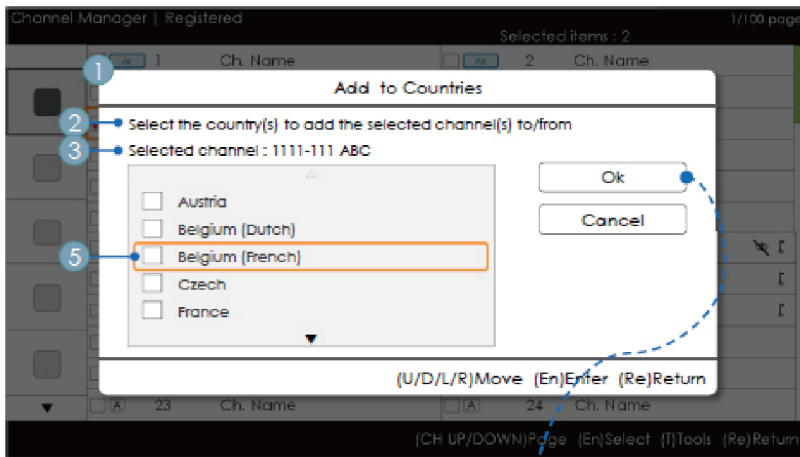 Channel Manager | Registered
1/100 page
Selected items : 2
1 Ch. Name
2 Ch. Name
1
Add to Countries
2
Select the country(s) to add the selected channel(s) to/from
3
Selected channel : 1111-111 ABC
Ok
Cancel
Austria
Belgium (Dutch)
5
Belgium (French)
Czech
France
(U/D/L/R)Move (En)Enter (Re)Return
A 23 Ch. Name
A 24 Ch. Name
(CH UP/DOWN)Page (En)Select (T)Tools (Re)Return